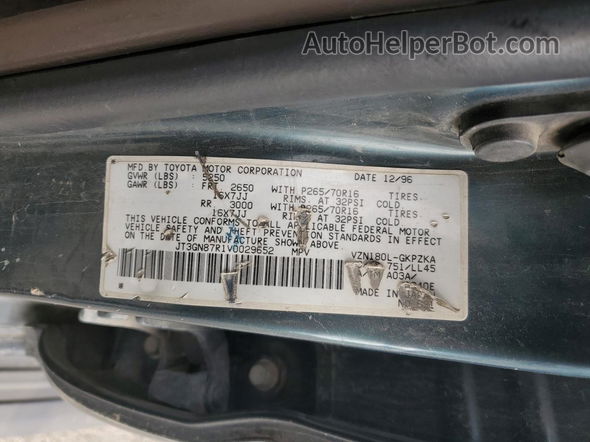 AutoHelperBot.com
MFD BY TOYOTA MOTOR CORPORATION DATE 12/96
GVWR (LBS) 5250
GAWR (LBS) FR 2650 WITH P265/70R16 TIRES
16X7JJ RIMS, AT 32PSI COLD
RR 3000 WITH P265/70R16 TIRES
16X7JJ RIMS, AT 32PSI COLD
THIS VEHICLE CONFORMS TO ALL APPLICABLE FEDERAL MOTOR
VEHICLE SAFETY AND THEFT PREVENTION STANDARDS IN EFFECT
ON THE DATE OF MANUFACTURE SHOWN ABOVE.
JT3GN87R1V0029652 MPV VZN180L-GKPZKA
751/LL45
A03A/
MADE IN